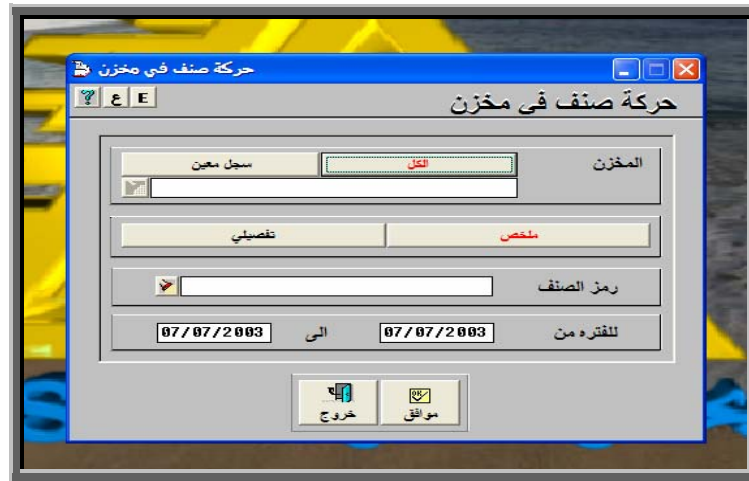 حركة صنف في مخزن
? ع E
حركة صنف في مخزن
المخزن الكل سجل معين
ملخص تفصيلي
رمز الصنف
للفتره من 07/07/2003 الى 07/07/2003
موافق خروج